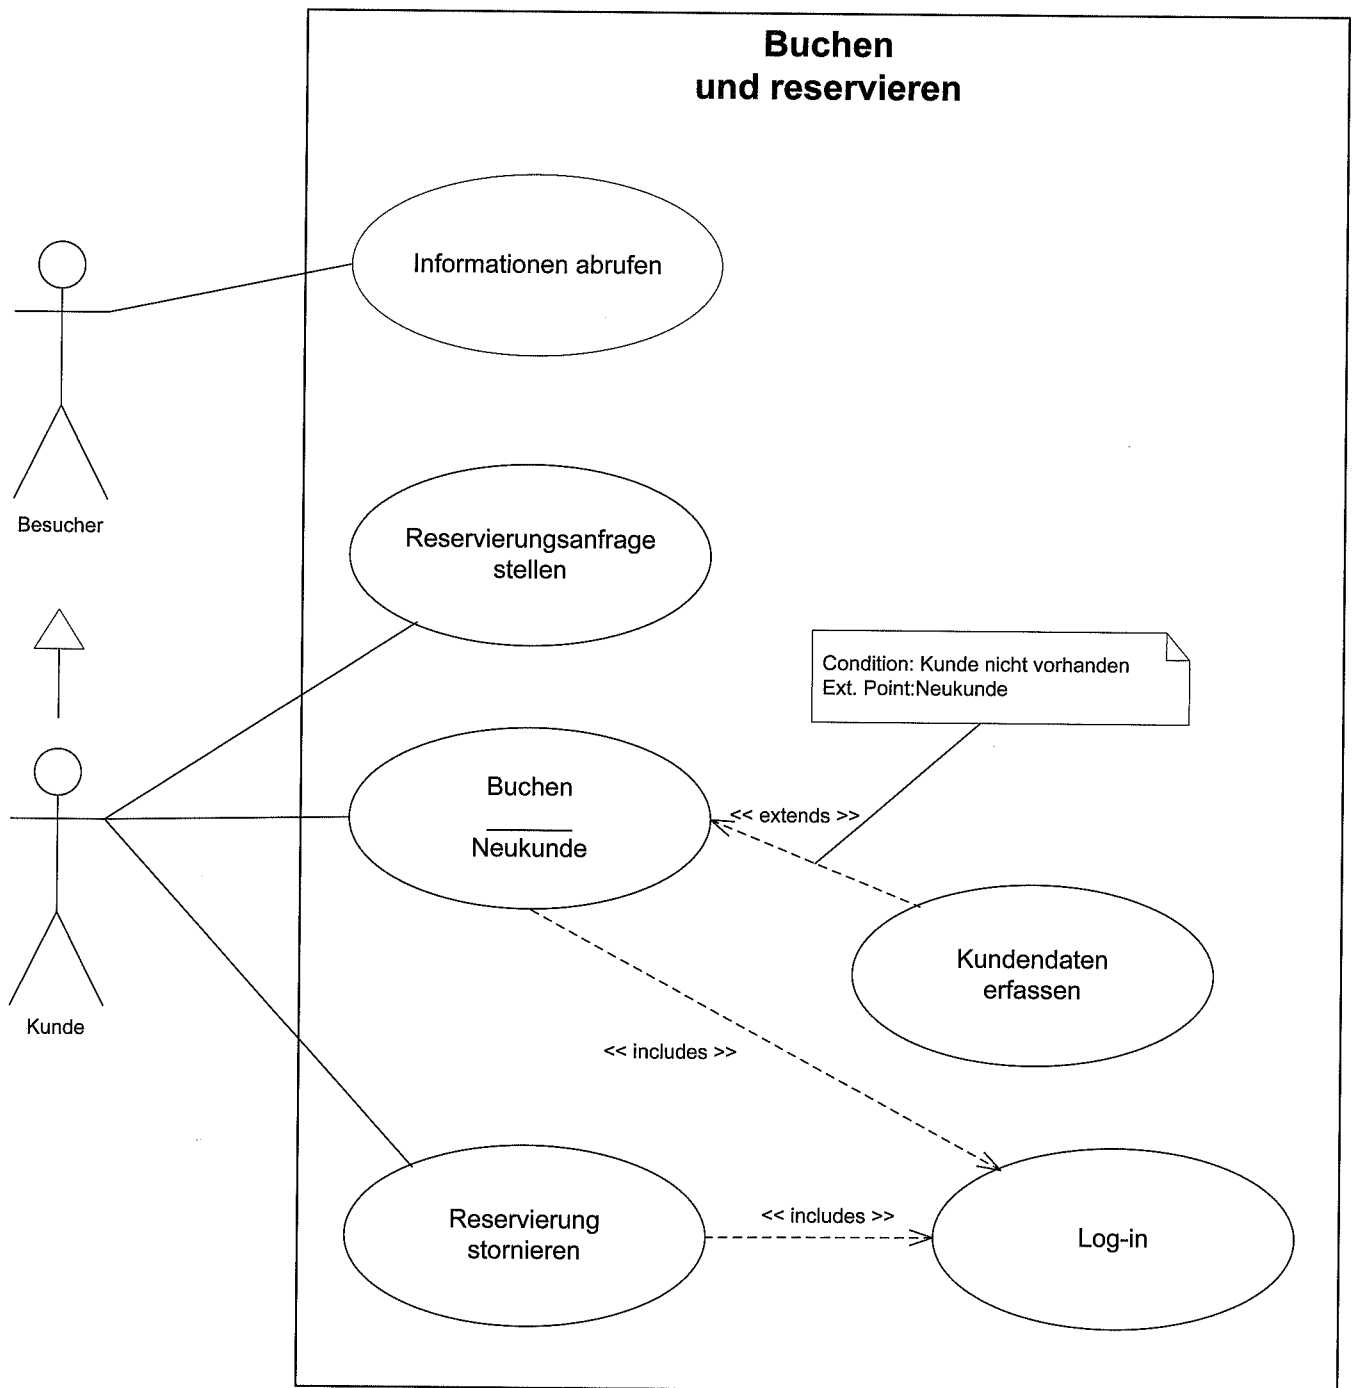 Buchen
und reservieren
Informationen abrufen
Besucher
Reservierungsanfrage
stellen
Condition: Kunde nicht vorhanden
Ext. Point:Neukunde
Buchen
Neukunde
<< extends >>
Kundendaten
erfassen
Kunde
<< includes >>
Reservierung
stornieren
<< includes >>
Log-in